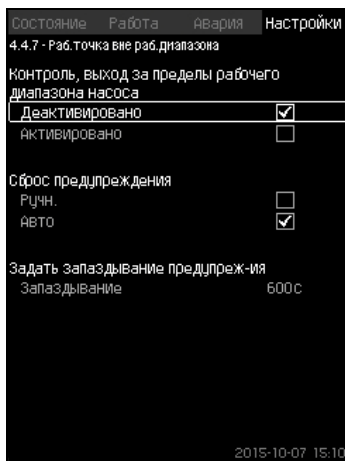 Состояние Работа Авария Настройки
4.4.7 - Раб.точка вне раб.диапазона
Контроль, выход за пределы рабочего
диапазона насоса
Деактивировано
Активировано
Сброс предупреждения
Ручн.
Авто
Задать запаздывание предупреж-ия
Запаздывание 600с
2015-10-07 15:10